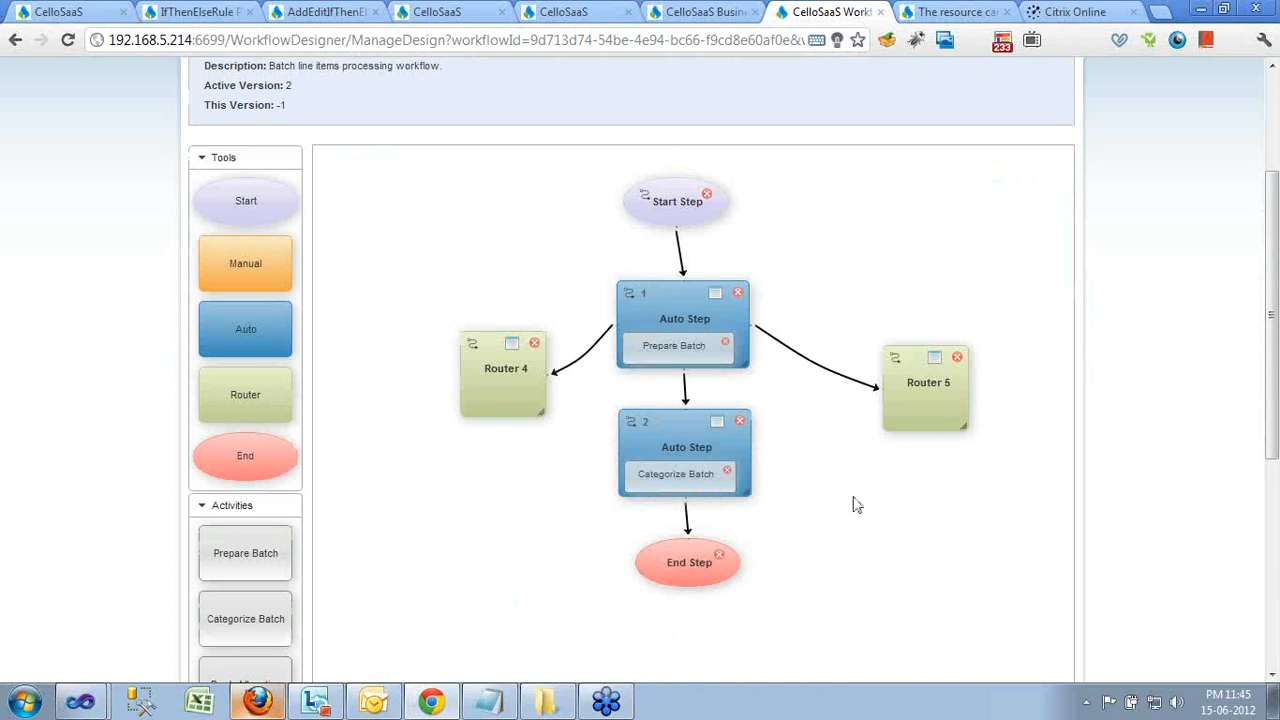 CelloSaaS
IfThenElseRule P
AddEditIfThenEl
CelloSaaS
CelloSaaS
CelloSaaS Busin
CelloSaaS Work
The resource ca
Citrix Online
192.168.5.214:6699/WorkflowDesigner/ManageDesign?workflowId=9d713d74-54be-4e94-bc66-f9cd8e60af0e&v
233
Description: Batch line items processing workflow.
Active Version: 2
This Version: -1
Tools
Start
Manual
Auto
Router
End
Activities
Prepare Batch
Categorize Batch
Start Step
1
Auto Step
Prepare Batch
Router 4
Router 5
2
Auto Step
Categorize Batch
End Step
PM 11:45
15-06-2012